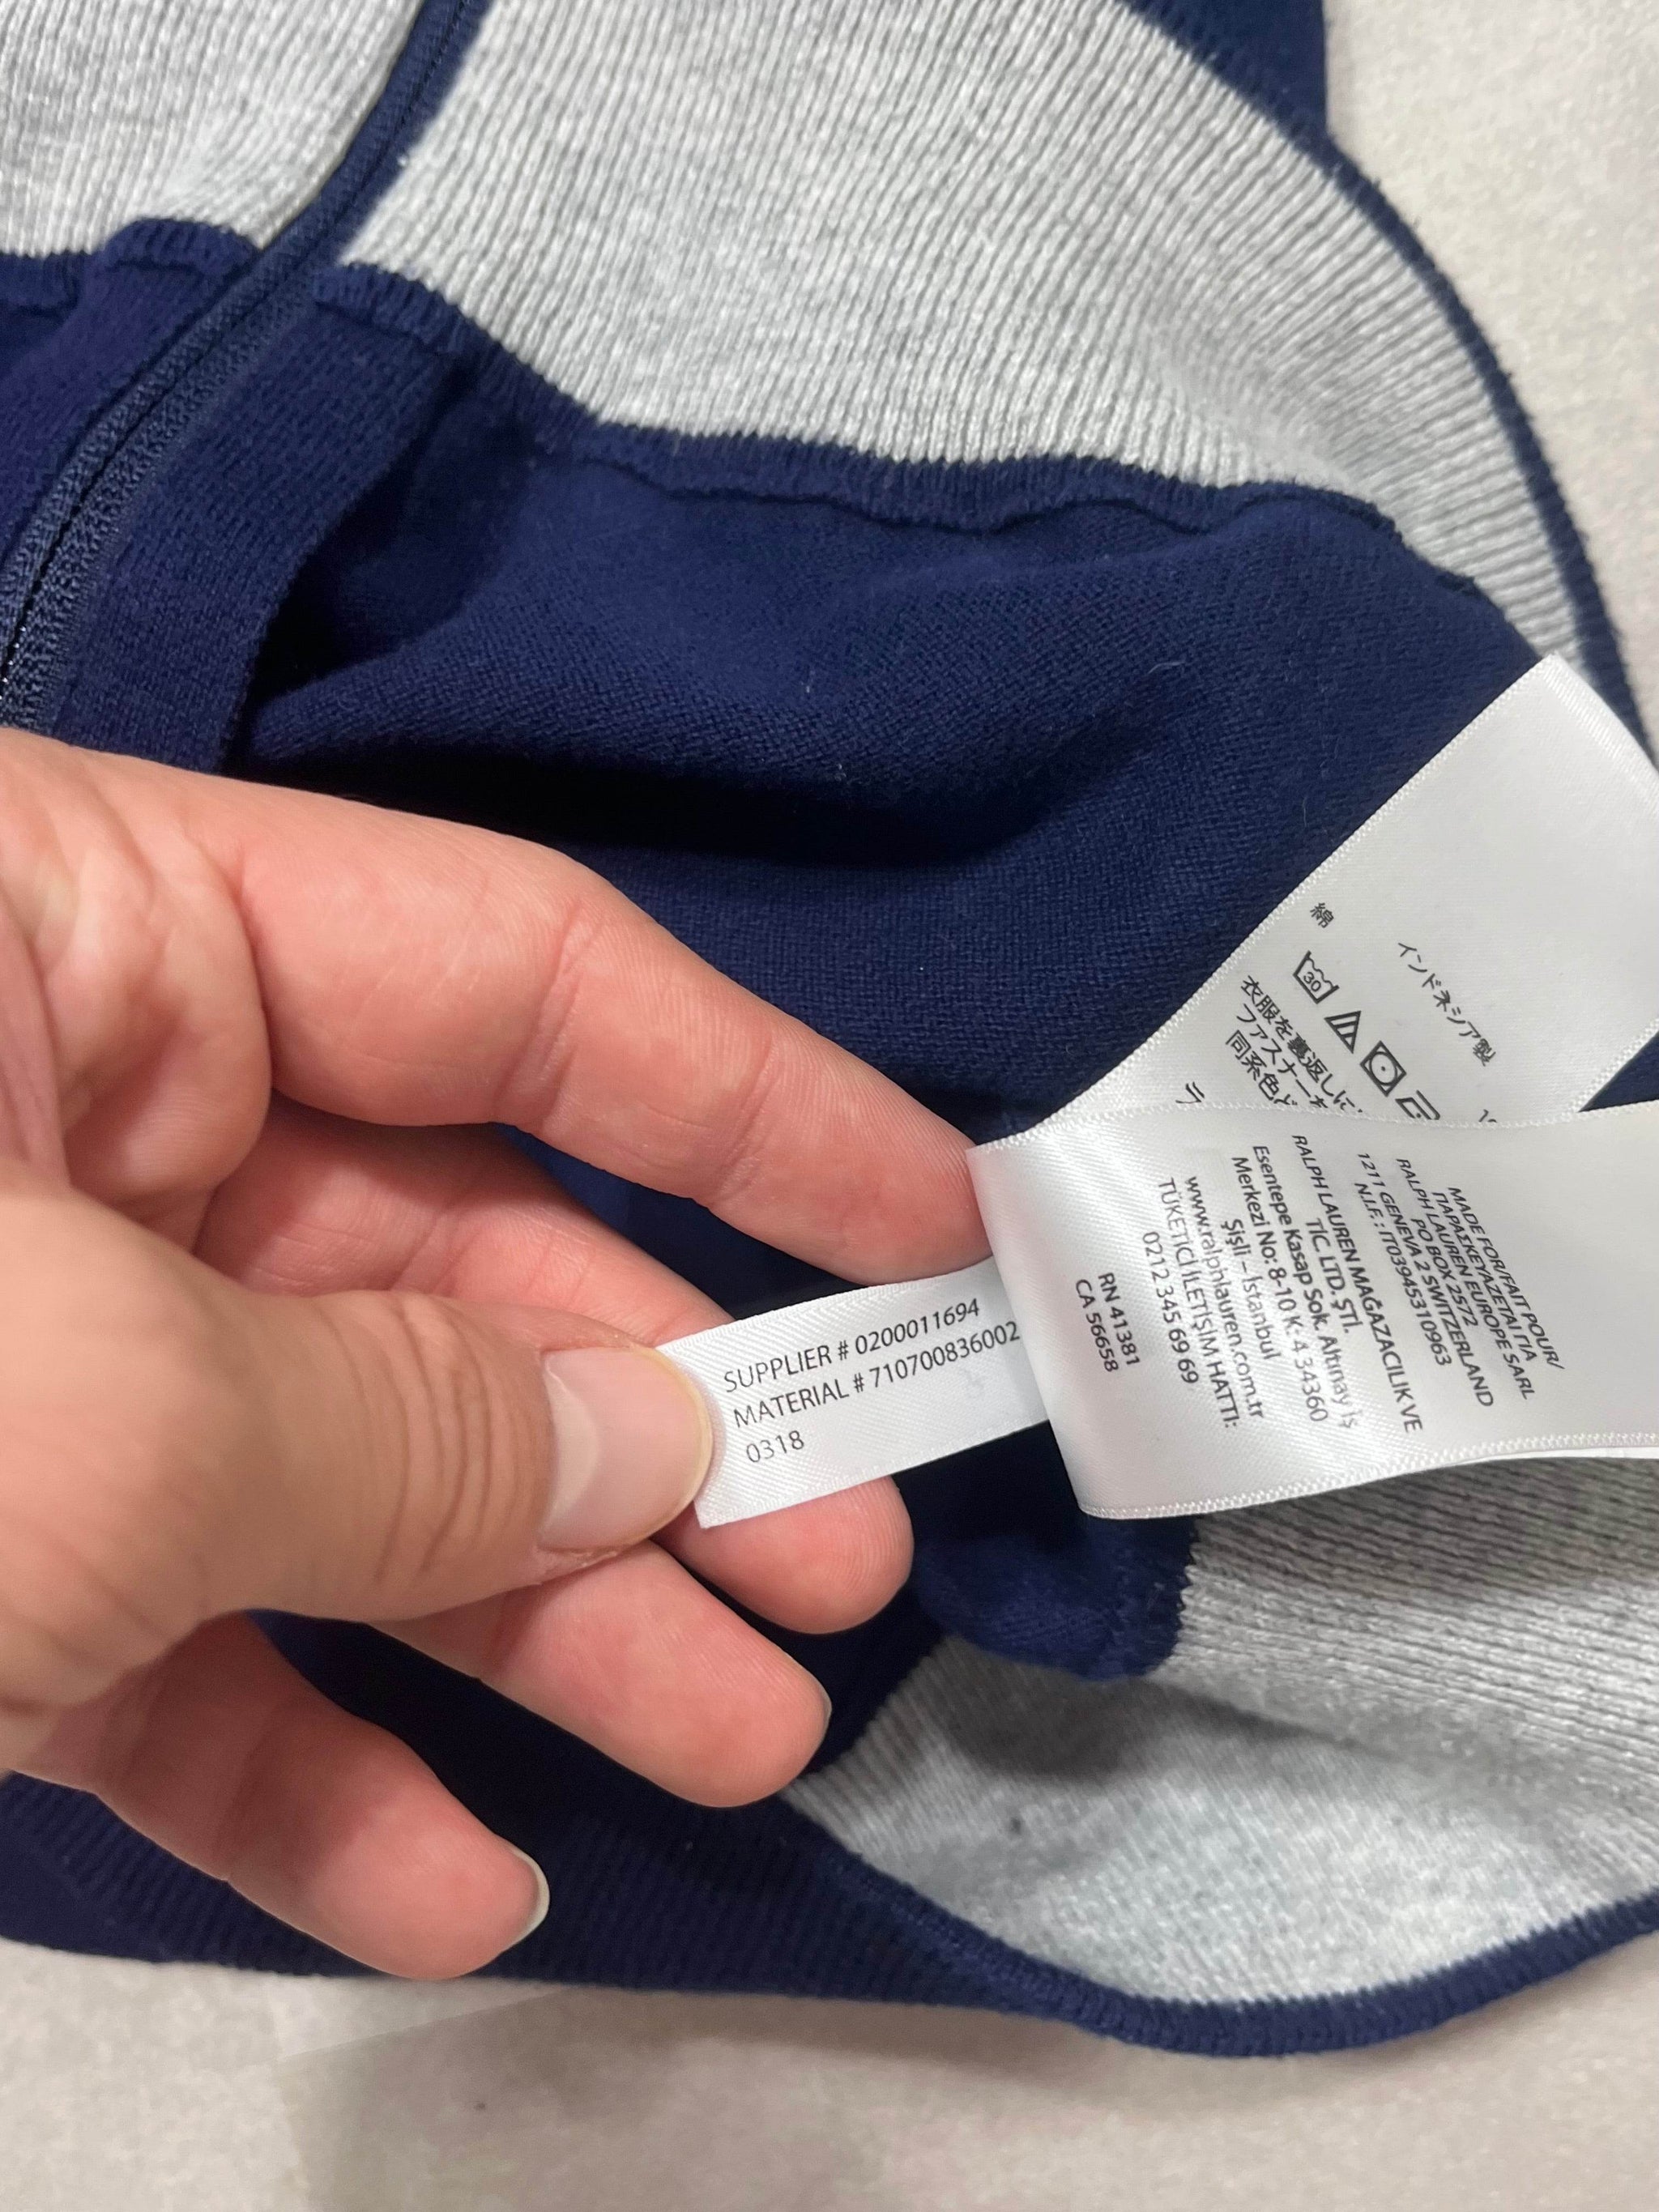 綿
インドネシア製
30
衣服を裏返しに、
ファスナーを
同系色と
ラ
MADE FOR/FAIT POUR/
ΠΑΡΑΣΚΕΥΑΖΕΤΑΙ ΓΙΑ
RALPH LAUREN EUROPE SARL
PO BOX 2572
1211 GENEVA 2 SWITZERLAND
N.I.F.: IT03945310963
RALPH LAUREN MAĞAZACILIK VE
TİC. LTD. ŞTİ.
Esentepe Kasap Sok. Altınay İş
Merkezi No: 8-10 K: 4 34360
Şişli – İstanbul
www.ralphlauren.com.tr
TÜKETİCİ İLETİŞİM HATTI:
0212 345 69 69
RN 41381
CA 56658
SUPPLIER # 0200011694
MATERIAL # 710700836002
0318